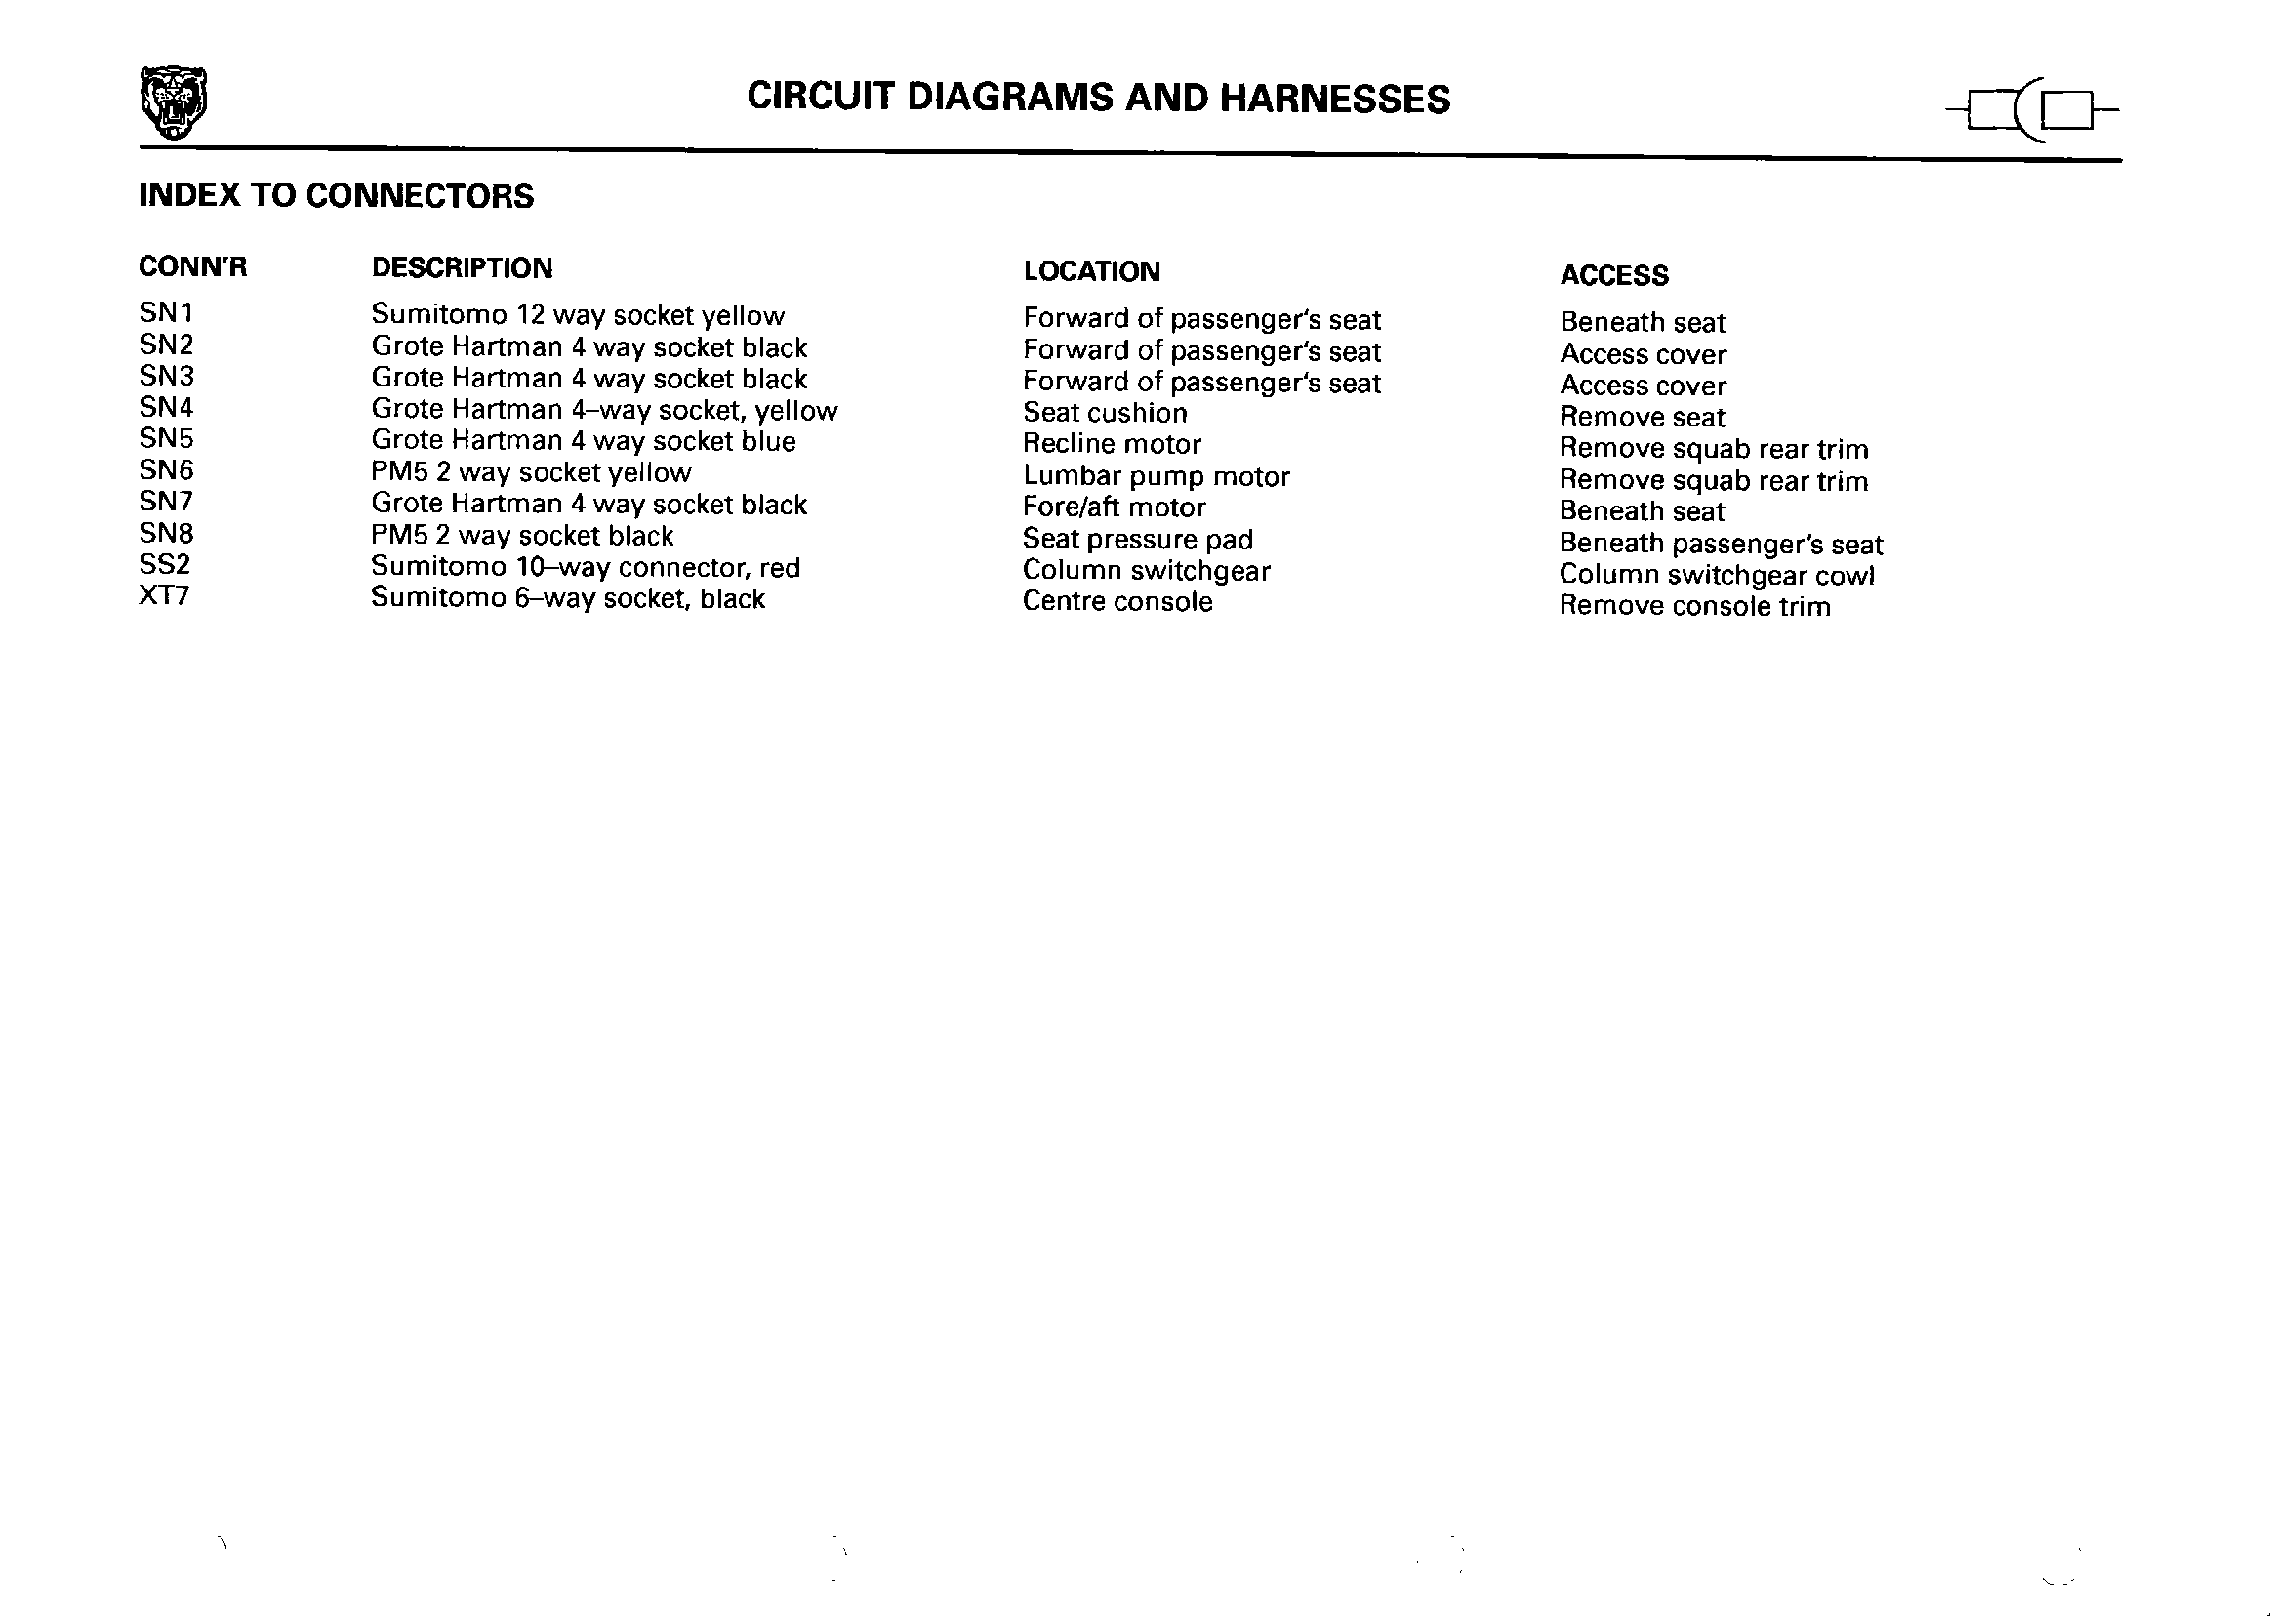 CIRCUIT DIAGRAMS AND HARNESSES
INDEX TO CONNECTORS
CONN'R DESCRIPTION LOCATION ACCESS
SN1 Sumitomo 12 way socket yellow Forward of passenger's seat Beneath seat
SN2 Grote Hartman 4 way socket black Forward of passenger's seat Access cover
SN3 Grote Hartman 4 way socket black Forward of passenger's seat Access cover
SN4 Grote Hartman 4–way socket, yellow Seat cushion Remove seat
SN5 Grote Hartman 4 way socket blue Recline motor Remove squab rear trim
SN6 PM5 2 way socket yellow Lumbar pump motor Remove squab rear trim
SN7 Grote Hartman 4 way socket black Fore/aft motor Beneath seat
SN8 PM5 2 way socket black Seat pressure pad Beneath passenger's seat
SS2 Sumitomo 10–way connector, red Column switchgear Column switchgear cowl
XT7 Sumitomo 6–way socket, black Centre console Remove console trim